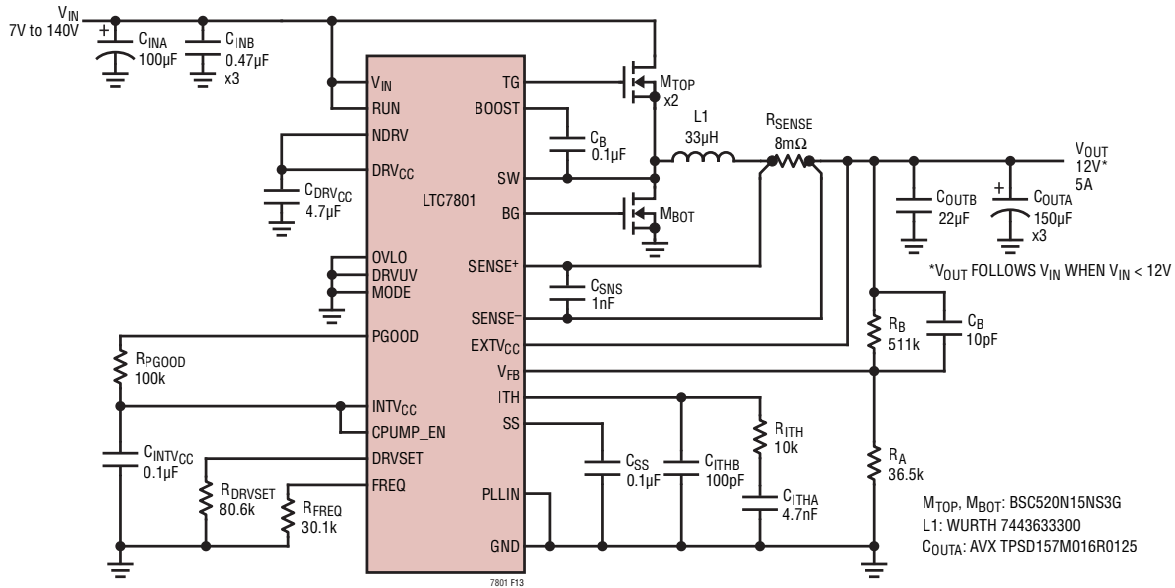 VIN
7V to 140V
CINA
100µF
CINB
0.47µF
x3
VIN
RUN
NDRV
DRVCC
CDRVCC
4.7µF
OVLO
DRVUV
MODE
PGOOD
RPGOOD
100k
INTVCC
CPUMP_EN
CINTVCC
0.1µF
DRVSET
FREQ
RDRVSET
80.6k
RFREQ
30.1k
LTC7801
TG
BOOST
SW
BG
SENSE+
SENSE–
EXTVCC
VFB
ITH
SS
PLLIN
GND
MTOP
x2
CB
0.1µF
L1
33µH
RSENSE
8mΩ
MBOT
CSNS
1nF
VOUT
12V*
5A
COUTB
22µF
COUTA
150µF
x3
*VOUT FOLLOWS VIN WHEN VIN < 12V
RB
511k
CB
10pF
RITH
10k
CSS
0.1µF
CITHB
100pF
CITHA
4.7nF
RA
36.5k
MTOP, MBOT: BSC520N15NS3G
L1: WURTH 7443633300
COUTA: AVX TPSD157M016R0125
7801 F13